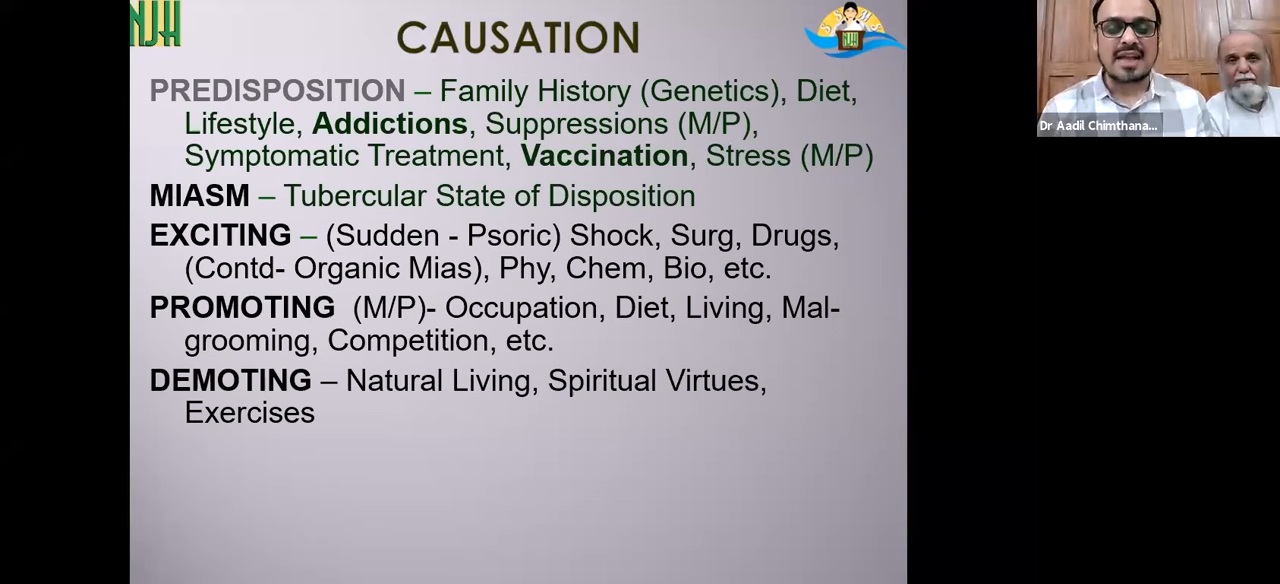 NJH
CAUSATION
NJH
PREDISPOSITION – Family History (Genetics), Diet,
Lifestyle, Addictions, Suppressions (M/P),
Symptomatic Treatment, Vaccination, Stress (M/P)
MIASM – Tubercular State of Disposition
EXCITING – (Sudden - Psoric) Shock, Surg, Drugs,
(Contd- Organic Mias), Phy, Chem, Bio, etc.
PROMOTING (M/P)- Occupation, Diet, Living, Mal-
grooming, Competition, etc.
DEMOTING – Natural Living, Spiritual Virtues,
Exercises
Dr Aadil Chimthana...